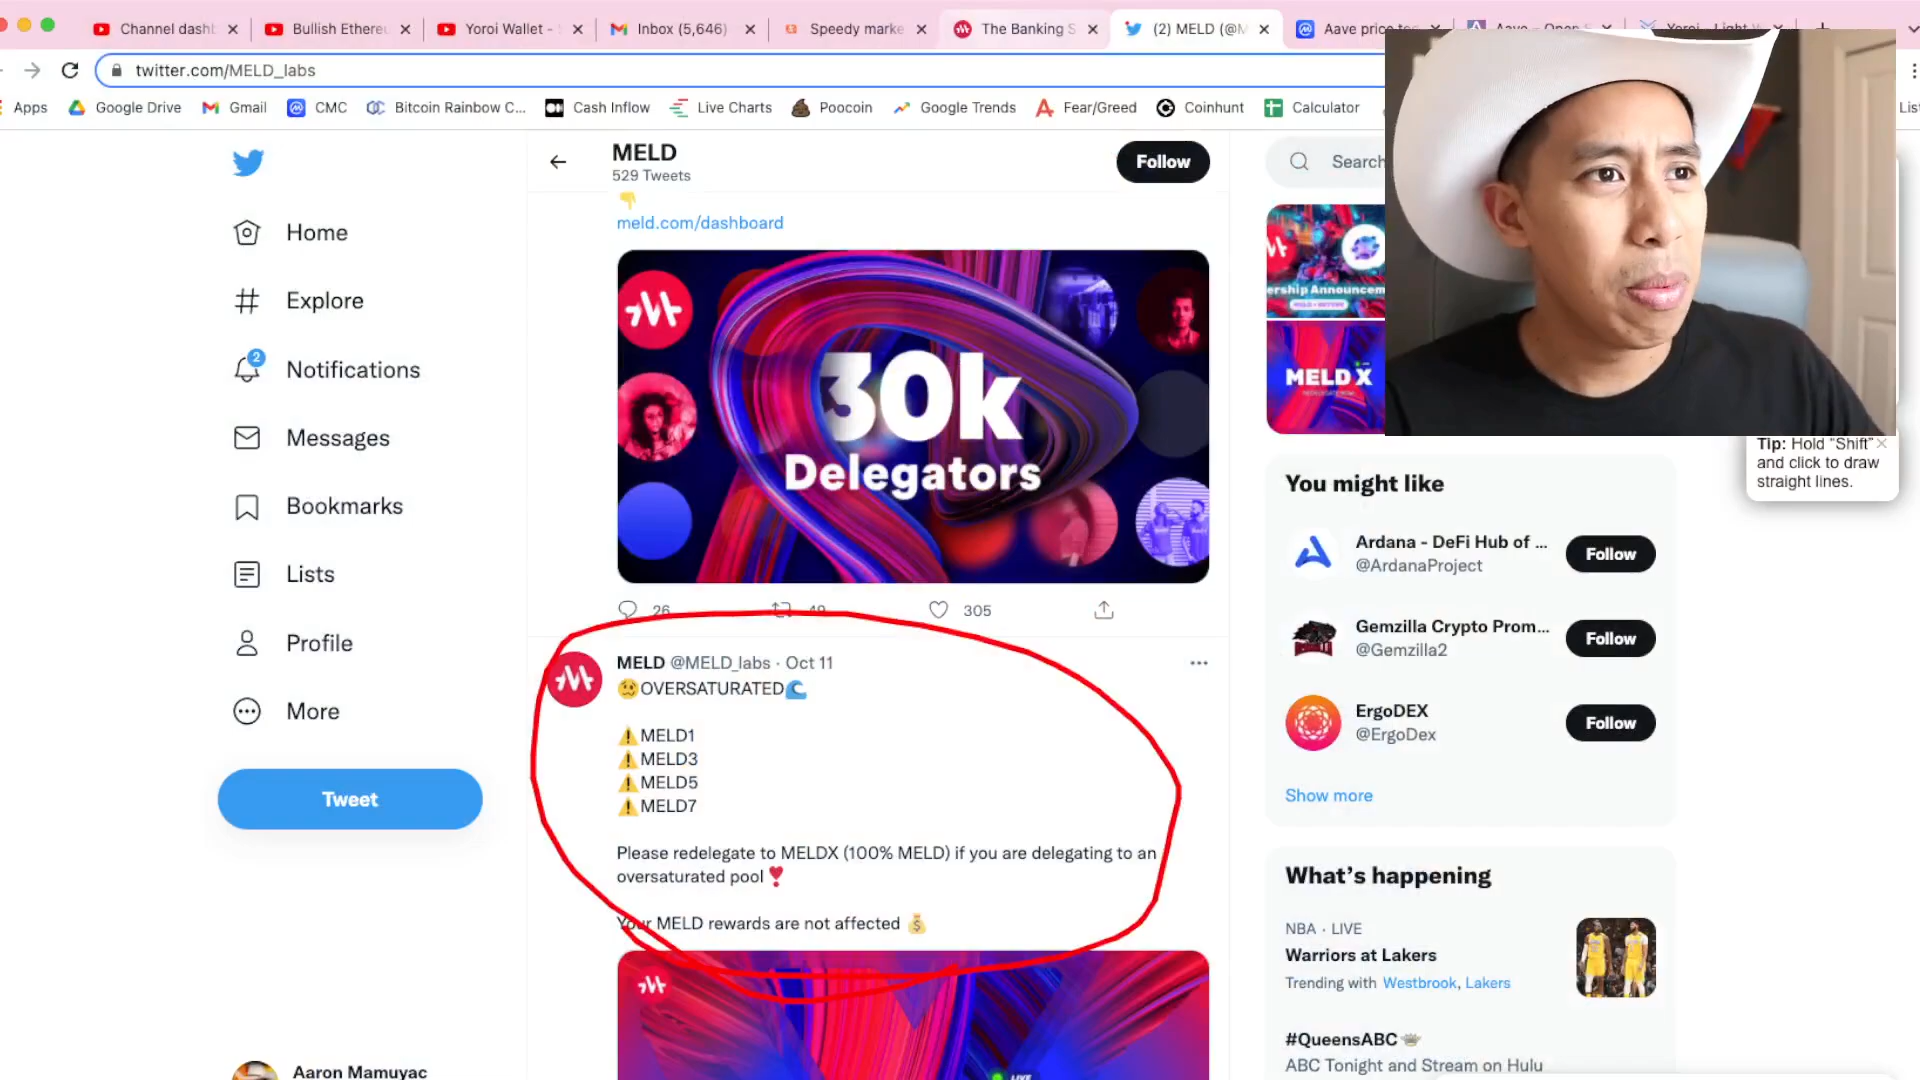 Channel dashb
Bullish Ethereu
Yoroi Wallet -
Inbox (5,646)
Speedy marke
The Banking S
(2) MELD (@M
Aave price to
twitter.com/MELD_labs
Apps
Google Drive
Gmail
CMC
Bitcoin Rainbow C...
Cash Inflow
Live Charts
Poocoin
Google Trends
Fear/Greed
Coinhunt
Calculator
List
MELD
529 Tweets
Follow
Search
Home
Explore
2
Notifications
Messages
Bookmarks
Lists
Profile
More
Tweet
Aaron Mamuyac
meld.com/dashboard
30k
Delegators
26
49
305
MELD @MELD_labs · Oct 11
OVERSATURATED
MELD1
MELD3
MELD5
MELD7
Please redelegate to MELDX (100% MELD) if you are delegating to an
oversaturated pool
Your MELD rewards are not affected
LIVE
ership Announcem
MELD X
Tip: Hold "Shift"
and click to draw
straight lines.
You might like
Ardana - DeFi Hub of ...
@ArdanaProject
Follow
Gemzilla Crypto Prom...
@Gemzilla2
Follow
ErgoDEX
@ErgoDex
Follow
Show more
What's happening
NBA · LIVE
Warriors at Lakers
Trending with Westbrook, Lakers
#QueensABC
ABC Tonight and Stream on Hulu